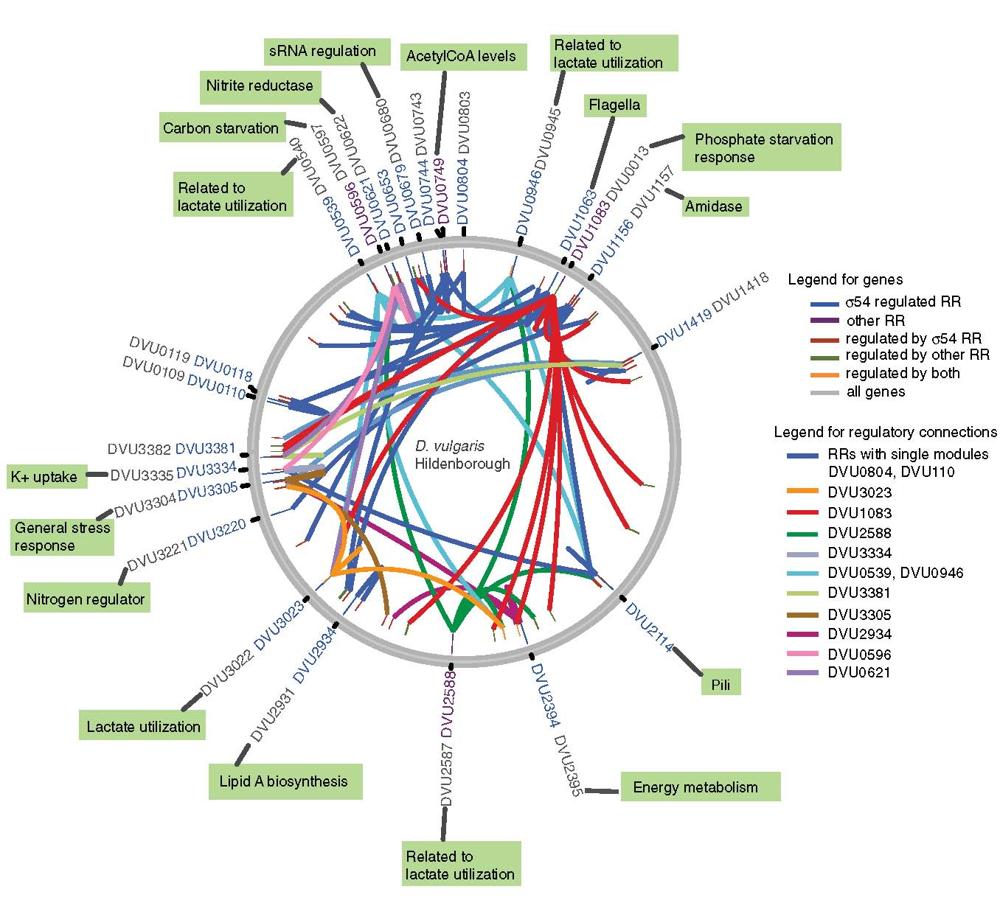 sRNA regulation
AcetylCoA levels
Related to
lactate utilization
Nitrite reductase
Flagella
Carbon starvation
Phosphate starvation
response
Related to
lactate utilization
Amidase
DVU0539 DVU0540
DVU0596 DVU0597
DVU0621 DVU0622
DVU0653
DVU0679 DVU0680
DVU0744 DVU0743
DVU0749
DVU0804 DVU0803
DVU0946 DVU0945
DVU1063
DVU1083 DVU0013
DVU1156 DVU1157
DVU1419 DVU1418
DVU0119 DVU0118
DVU0109 DVU0110
DVU3382 DVU3381
K+ uptake
DVU3335 DVU3334
DVU3304 DVU3305
General stress
response
DVU3221 DVU3220
Nitrogen regulator
DVU3022 DVU3023
Lactate utilization
DVU2931 DVU2934
Lipid A biosynthesis
DVU2587 DVU2588
Related to
lactate utilization
DVU2394 DVU2395
Energy metabolism
DVU2114
Pili
D. vulgaris
Hildenborough
Legend for genes
σ54 regulated RR
other RR
regulated by σ54 RR
regulated by other RR
regulated by both
all genes
Legend for regulatory connections
RRs with single modules
DVU0804, DVU110
DVU3023
DVU1083
DVU2588
DVU3334
DVU0539, DVU0946
DVU3381
DVU3305
DVU2934
DVU0596
DVU0621